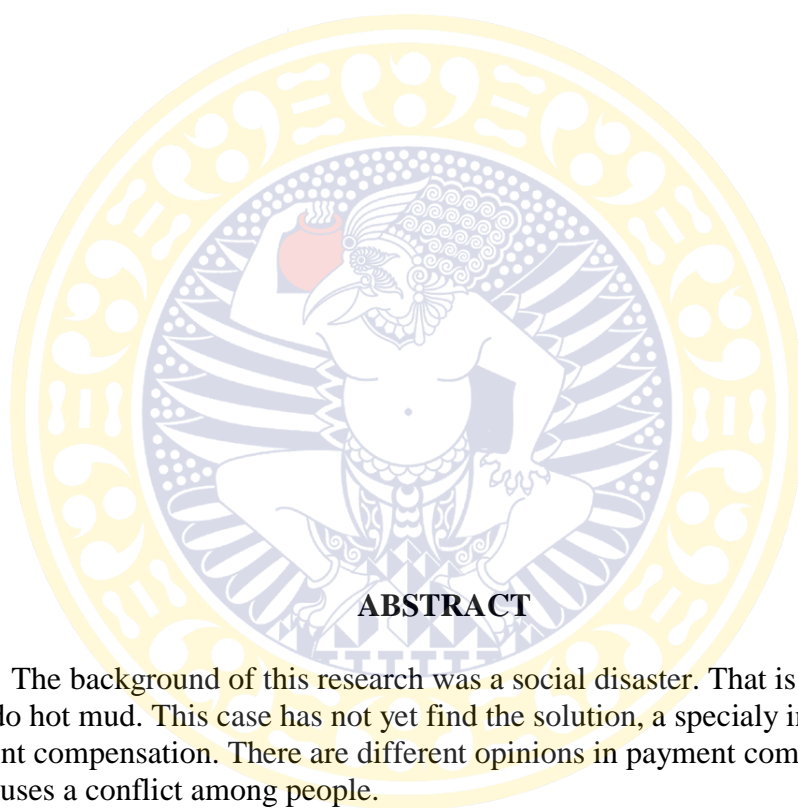 ABSTRACT
The background of this research was a social disaster. That is
do hot mud. This case has not yet find the solution, a specialy in
nt compensation. There are different opinions in payment com
uses a conflict among people.